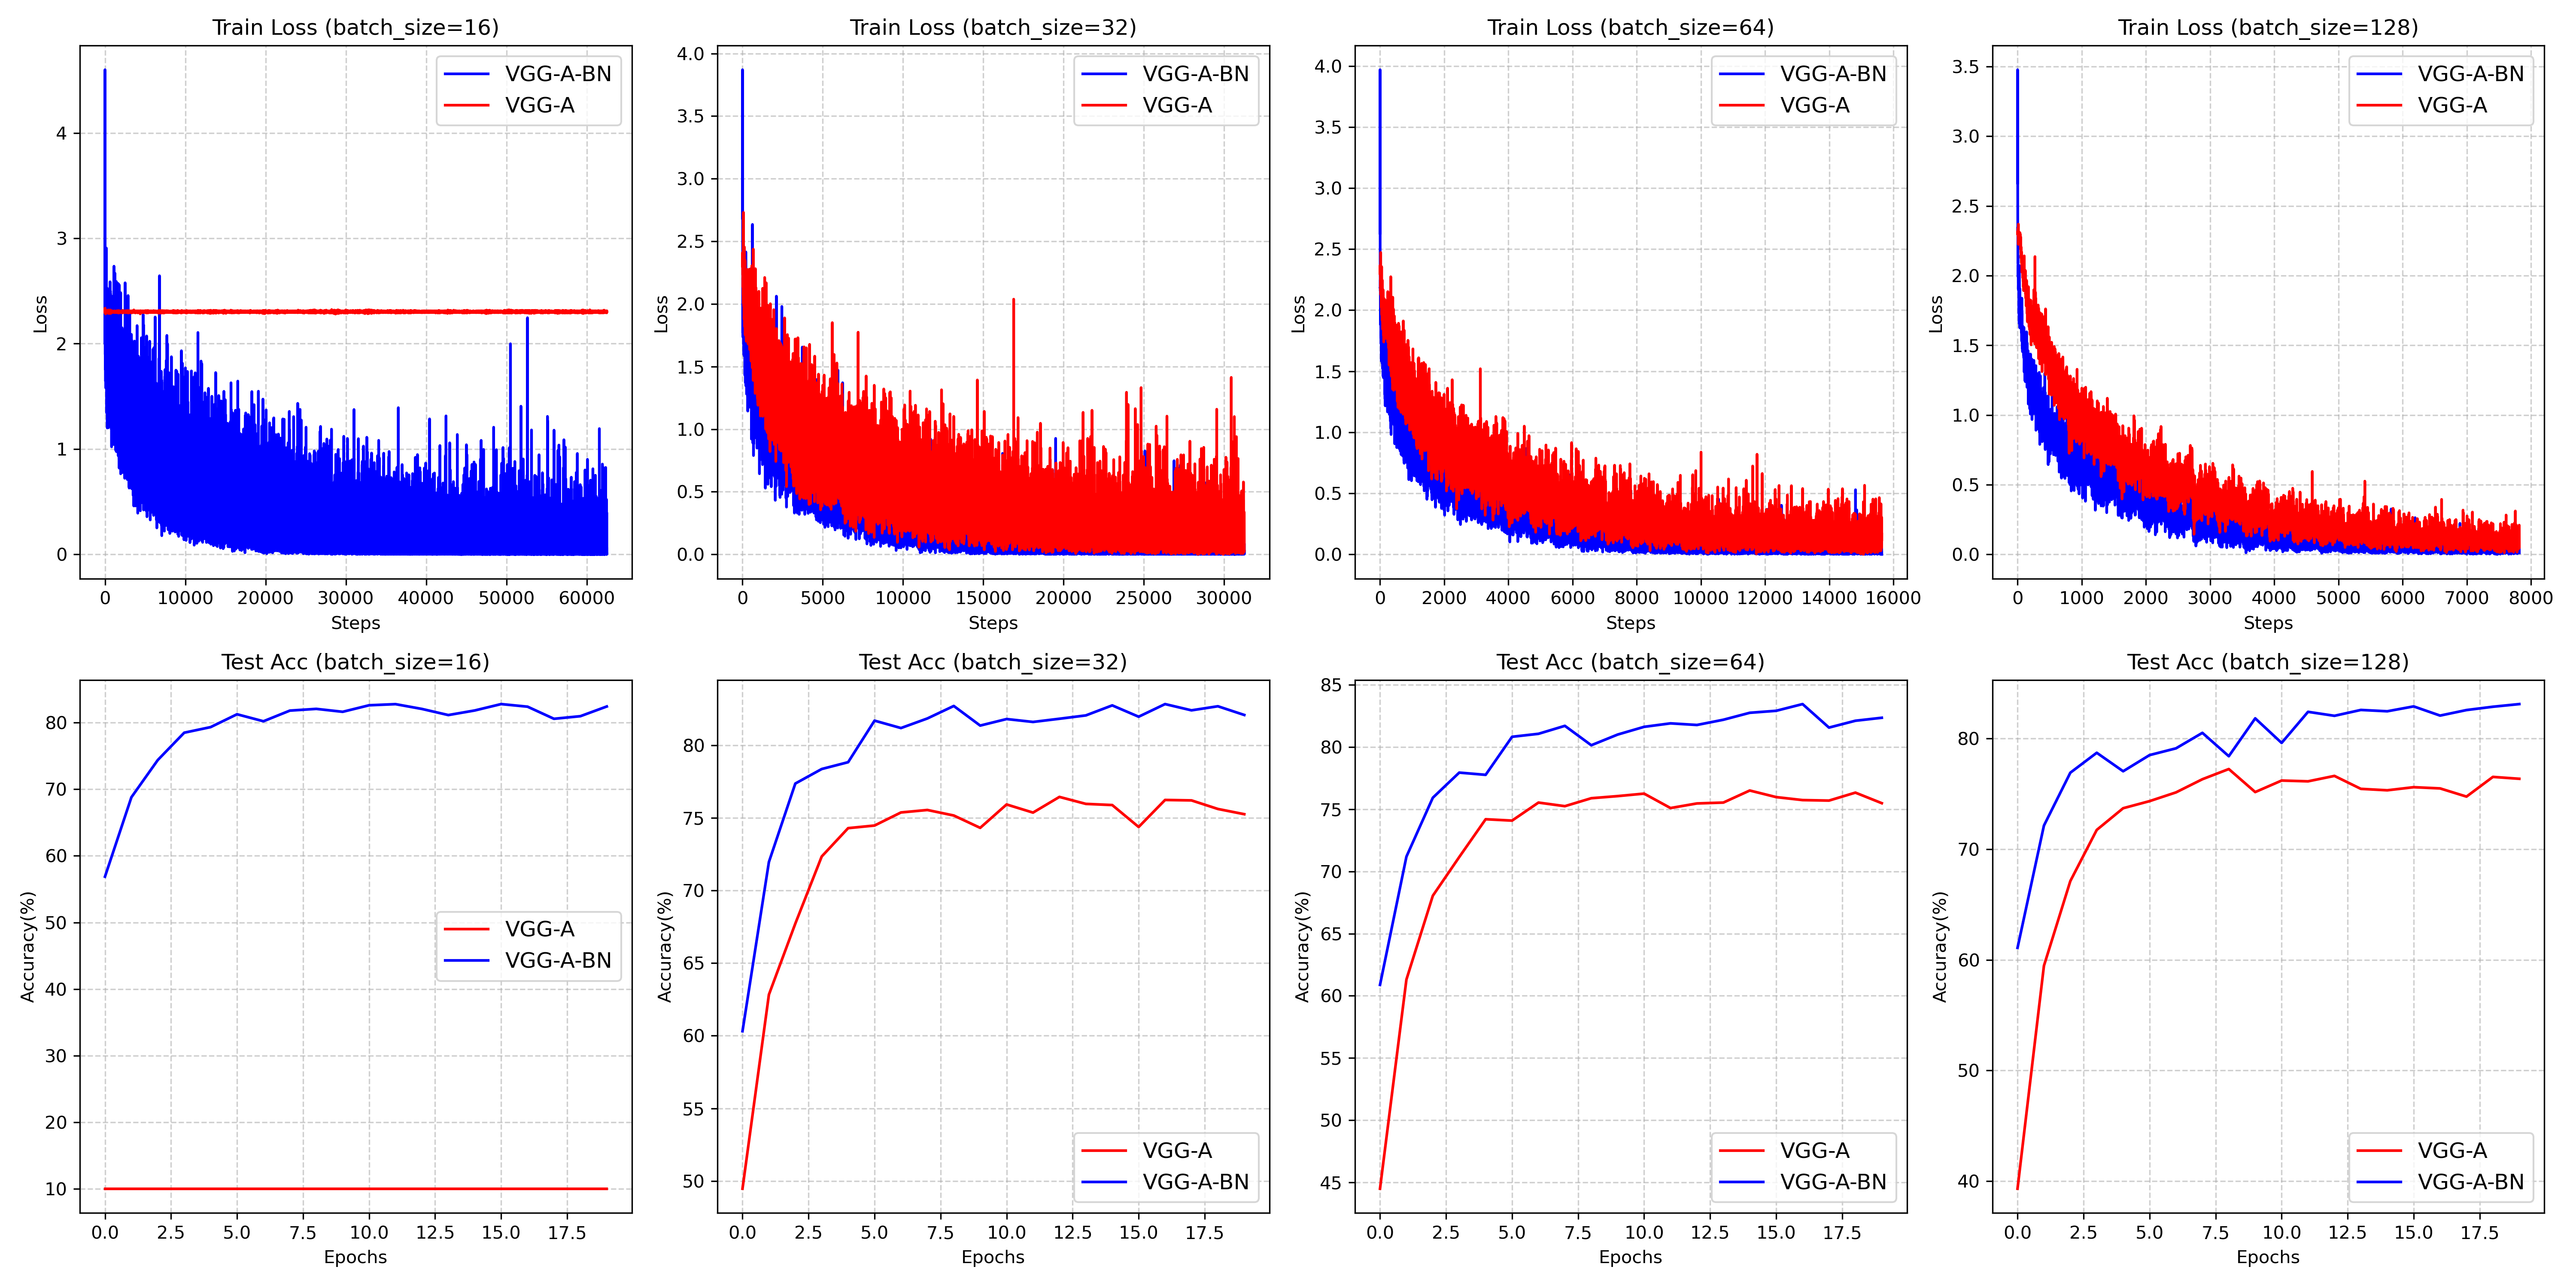 Train Loss (batch_size=16)
VGG-A-BN
VGG-A
4
3
2
1
0
Loss
0 10000 20000 30000 40000 50000 60000
Steps
Train Loss (batch_size=32)
VGG-A-BN
VGG-A
4.0
3.5
3.0
2.5
2.0
1.5
1.0
0.5
0.0
Loss
0 5000 10000 15000 20000 25000 30000
Steps
Train Loss (batch_size=64)
VGG-A-BN
VGG-A
4.0
3.5
3.0
2.5
2.0
1.5
1.0
0.5
0.0
Loss
0 2000 4000 6000 8000 10000 12000 14000 16000
Steps
Train Loss (batch_size=128)
VGG-A-BN
VGG-A
3.5
3.0
2.5
2.0
1.5
1.0
0.5
0.0
Loss
0 1000 2000 3000 4000 5000 6000 7000 8000
Steps
Test Acc (batch_size=16)
80
70
60
50
40
30
20
10
Accuracy(%)
VGG-A
VGG-A-BN
0.0 2.5 5.0 7.5 10.0 12.5 15.0 17.5
Epochs
Test Acc (batch_size=32)
80
75
70
65
60
55
50
Accuracy(%)
VGG-A
VGG-A-BN
0.0 2.5 5.0 7.5 10.0 12.5 15.0 17.5
Epochs
Test Acc (batch_size=64)
85
80
75
70
65
60
55
50
45
Accuracy(%)
VGG-A
VGG-A-BN
0.0 2.5 5.0 7.5 10.0 12.5 15.0 17.5
Epochs
Test Acc (batch_size=128)
80
70
60
50
40
Accuracy(%)
VGG-A
VGG-A-BN
0.0 2.5 5.0 7.5 10.0 12.5 15.0 17.5
Epochs